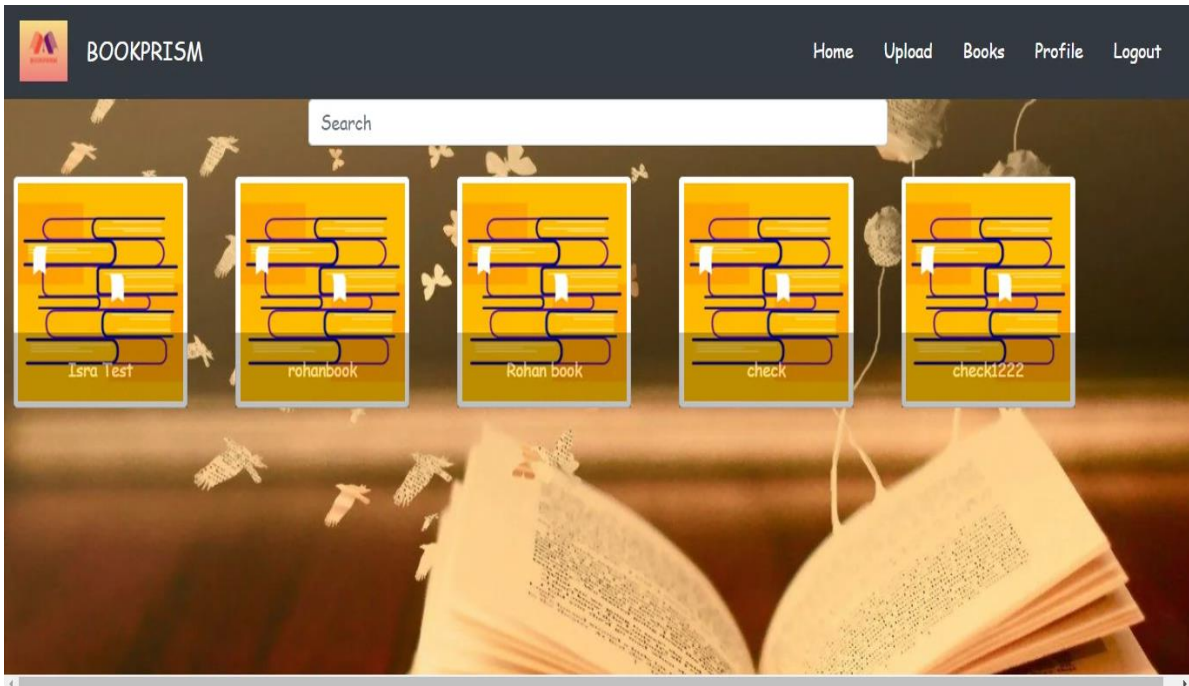 BOOKPRISM
Home Upload Books Profile Logout
Search
Isra Test
rohanbook
Rohan book
check
check1222